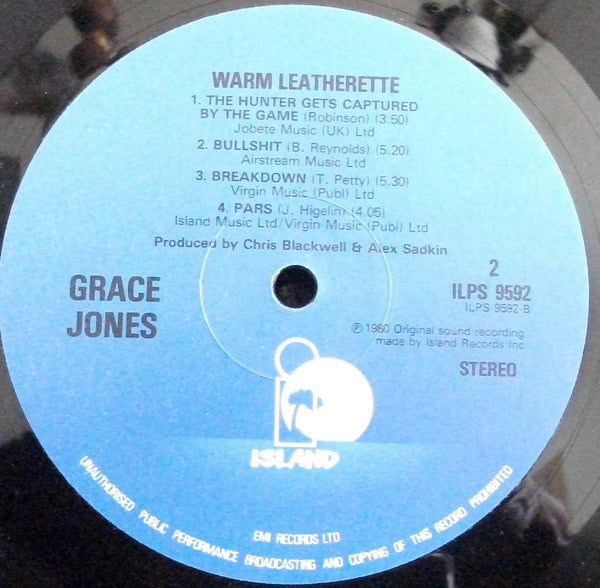 WARM LEATHERETTE
1. THE HUNTER GETS CAPTURED
BY THE GAME (Robinson) (3.50)
Jobete Music (UK) Ltd
2. BULLSHIT (B. Reynolds) (5.20)
Airstream Music Ltd
3. BREAKDOWN (T. Petty) (5.30)
Virgin Music (Publ) Ltd
4. PARS (J. Higelin) (4.05)
Island Music Ltd/Virgin Music (Publ) Ltd
Produced by Chris Blackwell & Alex Sadkin
GRACE
JONES
2
ILPS 9592
ILPS 9592-B
℗ 1980 Original sound recording
made by Island Records Inc
STEREO
ISLAND
EMI RECORDS LTD
UNAUTHORISED PUBLIC PERFORMANCE BROADCASTING AND COPYING OF THIS RECORD PROHIBITED